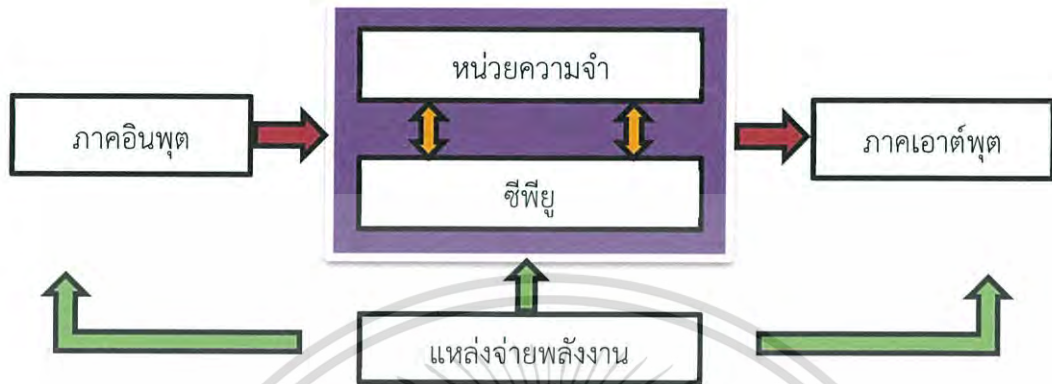 หน่วยความจำ
ภาคอินพุต
ภาคเอาต์พุต
ซีพียู
แหล่งจ่ายพลังงาน